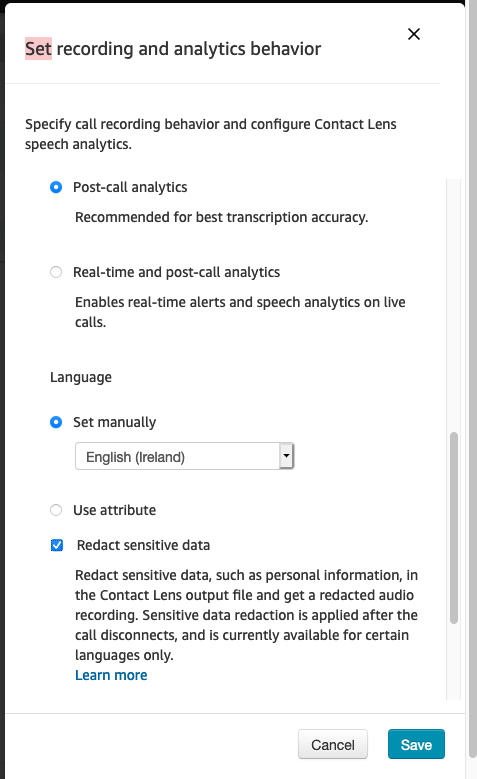 Set recording and analytics behavior
Specify call recording behavior and configure Contact Lens
speech analytics.
Post-call analytics
Recommended for best transcription accuracy.
Real-time and post-call analytics
Enables real-time alerts and speech analytics on live
calls.
Language
Set manually
English (Ireland)
Use attribute
Redact sensitive data
Redact sensitive data, such as personal information, in
the Contact Lens output file and get a redacted audio
recording. Sensitive data redaction is applied after the
call disconnects, and is currently available for certain
languages only.
Learn more
Cancel
Save